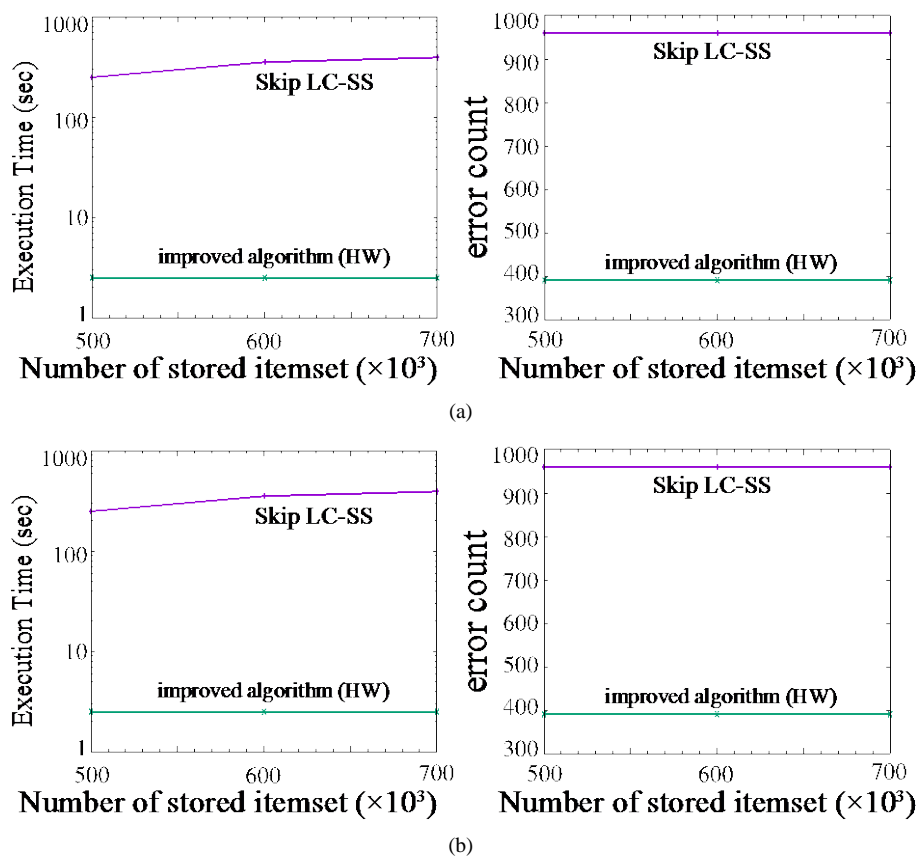 1000
100
10
1
Execution Time (sec)
Skip LC-SS
improved algorithm (HW)
500 600 700
Number of stored itemset (×10³)
1000
900
800
700
600
500
400
300
error count
Skip LC-SS
improved algorithm (HW)
500 600 700
Number of stored itemset (×10³)
(a)
1000
100
10
1
Execution Time (sec)
Skip LC-SS
improved algorithm (HW)
500 600 700
Number of stored itemset (×10³)
1000
900
800
700
600
500
400
300
error count
Skip LC-SS
improved algorithm (HW)
500 600 700
Number of stored itemset (×10³)
(b)